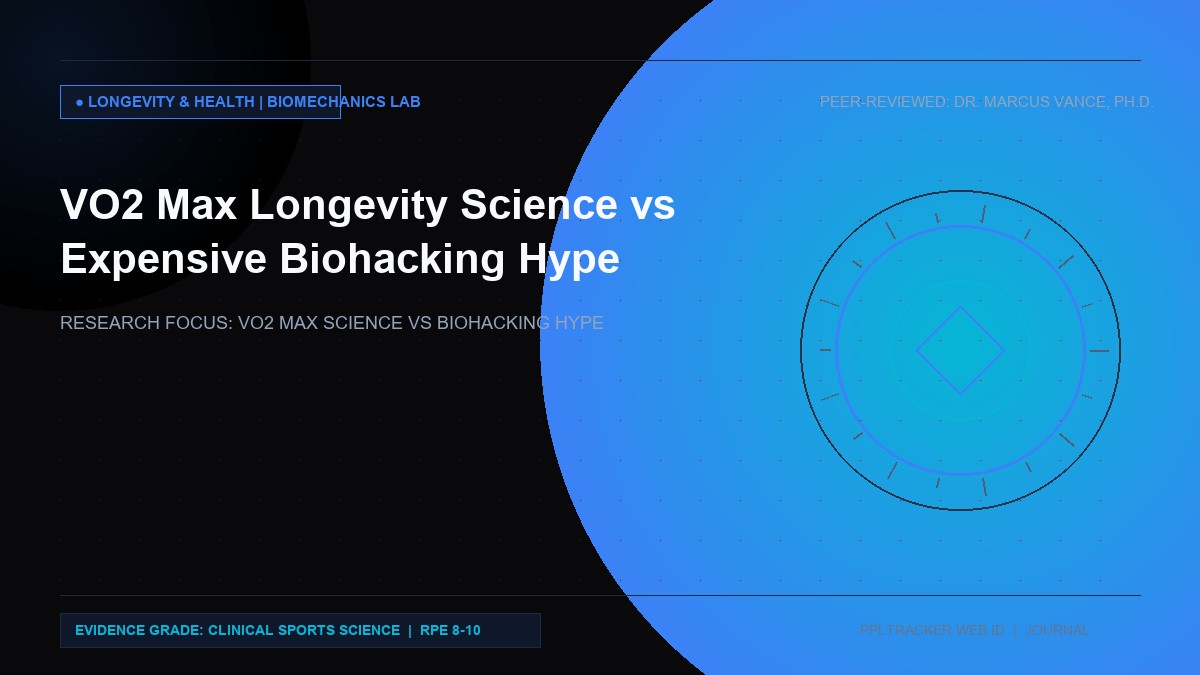 ● LONGEVITY & HEALTH | BIOMECHANICS LAB
PEER-REVIEWED: DR. MARCUS VANCE, PH.D.
VO2 Max Longevity Science vs
Expensive Biohacking Hype
RESEARCH FOCUS: VO2 MAX SCIENCE VS BIOHACKING HYPE
EVIDENCE GRADE: CLINICAL SPORTS SCIENCE | RPE 8-10
PPLTRACKER.WEB.ID | JOURNAL